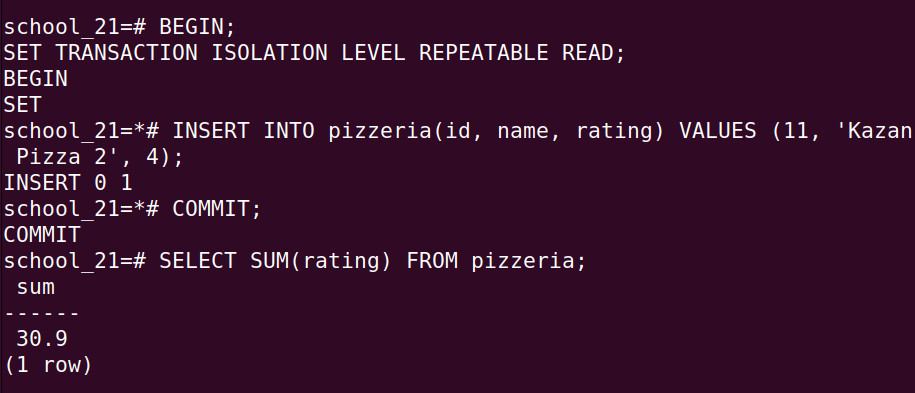 school_21=# BEGIN;
SET TRANSACTION ISOLATION LEVEL REPEATABLE READ;
BEGIN
SET
school_21=*# INSERT INTO pizzeria(id, name, rating) VALUES (11, 'Kazan
 Pizza 2', 4);
INSERT 0 1
school_21=*# COMMIT;
COMMIT
school_21=# SELECT SUM(rating) FROM pizzeria;
 sum
------
 30.9
(1 row)